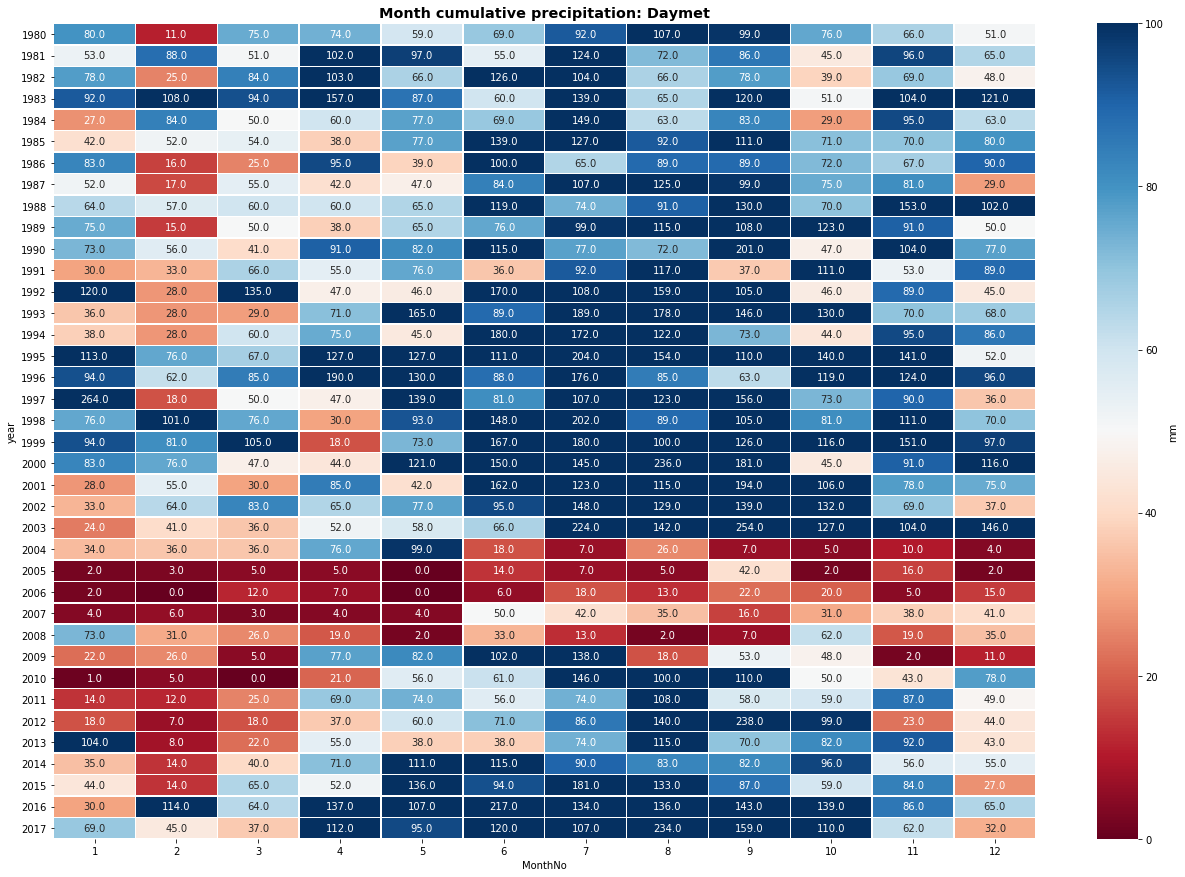 Month cumulative precipitation: Daymet
1980 80.0 11.0 75.0 74.0 59.0 69.0 92.0 107.0 99.0 76.0 66.0 51.0
1981 53.0 88.0 51.0 102.0 97.0 55.0 124.0 72.0 86.0 45.0 96.0 65.0
1982 78.0 25.0 84.0 103.0 66.0 126.0 104.0 66.0 78.0 39.0 69.0 48.0
1983 92.0 108.0 94.0 157.0 87.0 60.0 139.0 65.0 120.0 51.0 104.0 121.0
1984 27.0 84.0 50.0 60.0 77.0 69.0 149.0 63.0 83.0 29.0 95.0 63.0
1985 42.0 52.0 54.0 38.0 77.0 139.0 127.0 92.0 111.0 71.0 70.0 80.0
1986 83.0 16.0 25.0 95.0 39.0 100.0 65.0 89.0 89.0 72.0 67.0 90.0
1987 52.0 17.0 55.0 42.0 47.0 84.0 107.0 125.0 99.0 75.0 81.0 29.0
1988 64.0 57.0 60.0 60.0 65.0 119.0 74.0 91.0 130.0 70.0 153.0 102.0
1989 75.0 15.0 50.0 38.0 65.0 76.0 99.0 115.0 108.0 123.0 91.0 50.0
1990 73.0 56.0 41.0 91.0 82.0 115.0 77.0 72.0 201.0 47.0 104.0 77.0
1991 30.0 33.0 66.0 55.0 76.0 36.0 92.0 117.0 37.0 111.0 53.0 89.0
1992 120.0 28.0 135.0 47.0 46.0 170.0 108.0 159.0 105.0 46.0 89.0 45.0
1993 36.0 28.0 29.0 71.0 165.0 89.0 189.0 178.0 146.0 130.0 70.0 68.0
1994 38.0 28.0 60.0 75.0 45.0 180.0 172.0 122.0 73.0 44.0 95.0 86.0
1995 113.0 76.0 67.0 127.0 127.0 111.0 204.0 154.0 110.0 140.0 141.0 52.0
1996 94.0 62.0 85.0 190.0 130.0 88.0 176.0 85.0 63.0 119.0 124.0 96.0
1997 264.0 18.0 50.0 47.0 139.0 81.0 107.0 123.0 156.0 73.0 90.0 36.0
1998 76.0 101.0 76.0 30.0 93.0 148.0 202.0 89.0 105.0 81.0 111.0 70.0
1999 94.0 81.0 105.0 18.0 73.0 167.0 180.0 100.0 126.0 116.0 151.0 97.0
2000 83.0 76.0 47.0 44.0 121.0 150.0 145.0 236.0 181.0 45.0 91.0 116.0
2001 28.0 55.0 30.0 85.0 42.0 162.0 123.0 115.0 194.0 106.0 78.0 75.0
2002 33.0 64.0 83.0 65.0 77.0 95.0 148.0 129.0 139.0 132.0 69.0 37.0
2003 24.0 41.0 36.0 52.0 58.0 66.0 224.0 142.0 254.0 127.0 104.0 146.0
2004 34.0 36.0 36.0 76.0 99.0 18.0 7.0 26.0 7.0 5.0 10.0 4.0
2005 2.0 3.0 5.0 5.0 0.0 14.0 7.0 5.0 42.0 2.0 16.0 2.0
2006 2.0 0.0 12.0 7.0 0.0 6.0 18.0 13.0 22.0 20.0 5.0 15.0
2007 4.0 6.0 3.0 4.0 4.0 50.0 42.0 35.0 16.0 31.0 38.0 41.0
2008 73.0 31.0 26.0 19.0 2.0 33.0 13.0 2.0 7.0 62.0 19.0 35.0
2009 22.0 26.0 5.0 77.0 82.0 102.0 138.0 18.0 53.0 48.0 2.0 11.0
2010 1.0 5.0 0.0 21.0 56.0 61.0 146.0 100.0 110.0 50.0 43.0 78.0
2011 14.0 12.0 25.0 69.0 74.0 56.0 74.0 108.0 58.0 59.0 87.0 49.0
2012 18.0 7.0 18.0 37.0 60.0 71.0 86.0 140.0 238.0 99.0 23.0 44.0
2013 104.0 8.0 22.0 55.0 38.0 38.0 74.0 115.0 70.0 82.0 92.0 43.0
2014 35.0 14.0 40.0 71.0 111.0 115.0 90.0 83.0 82.0 96.0 56.0 55.0
2015 44.0 14.0 65.0 52.0 136.0 94.0 181.0 133.0 87.0 59.0 84.0 27.0
2016 30.0 114.0 64.0 137.0 107.0 217.0 134.0 136.0 143.0 139.0 86.0 65.0
2017 69.0 45.0 37.0 112.0 95.0 120.0 107.0 234.0 159.0 110.0 62.0 32.0
1 2 3 4 5 6 7 8 9 10 11 12
MonthNo
year
100
80
60
40
20
0
mm